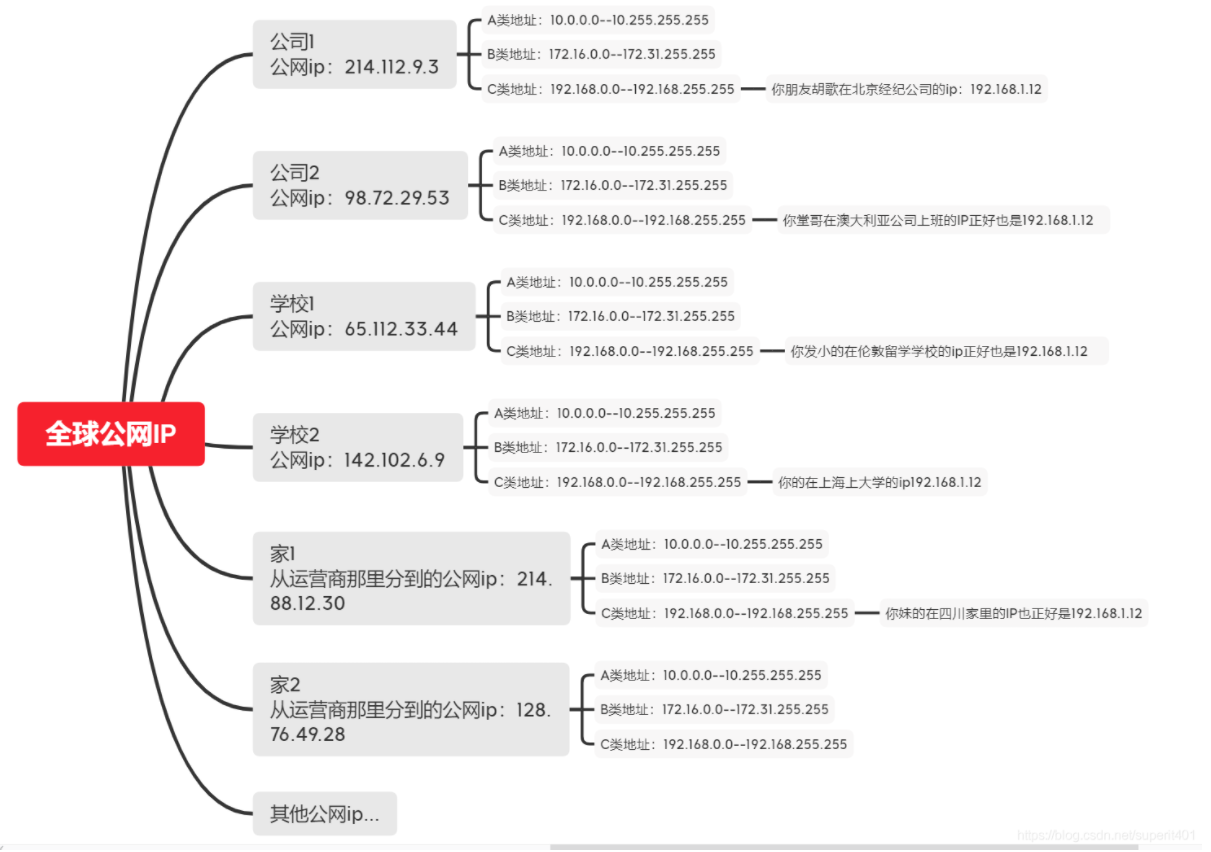 全球公网IP
公司1
公网ip：214.112.9.3
A类地址：10.0.0.0--10.255.255.255
B类地址：172.16.0.0--172.31.255.255
C类地址：192.168.0.0--192.168.255.255
你朋友胡歌在北京经纪公司的ip：192.168.1.12
公司2
公网ip：98.72.29.53
A类地址：10.0.0.0--10.255.255.255
B类地址：172.16.0.0--172.31.255.255
C类地址：192.168.0.0--192.168.255.255
你堂哥在澳大利亚公司上班的IP正好也是192.168.1.12
学校1
公网ip：65.112.33.44
A类地址：10.0.0.0--10.255.255.255
B类地址：172.16.0.0--172.31.255.255
C类地址：192.168.0.0--192.168.255.255
你发小的在伦敦留学学校的ip正好也是192.168.1.12
学校2
公网ip：142.102.6.9
A类地址：10.0.0.0--10.255.255.255
B类地址：172.16.0.0--172.31.255.255
C类地址：192.168.0.0--192.168.255.255
你的在上海上大学的ip192.168.1.12
家1
从运营商那里分到的公网ip：214.
88.12.30
A类地址：10.0.0.0--10.255.255.255
B类地址：172.16.0.0--172.31.255.255
C类地址：192.168.0.0--192.168.255.255
你妹的在四川家里的IP也正好是192.168.1.12
家2
从运营商那里分到的公网ip：128.
76.49.28
A类地址：10.0.0.0--10.255.255.255
B类地址：172.16.0.0--172.31.255.255
C类地址：192.168.0.0--192.168.255.255
其他公网ip...
https://blog.csdn.net/superit401